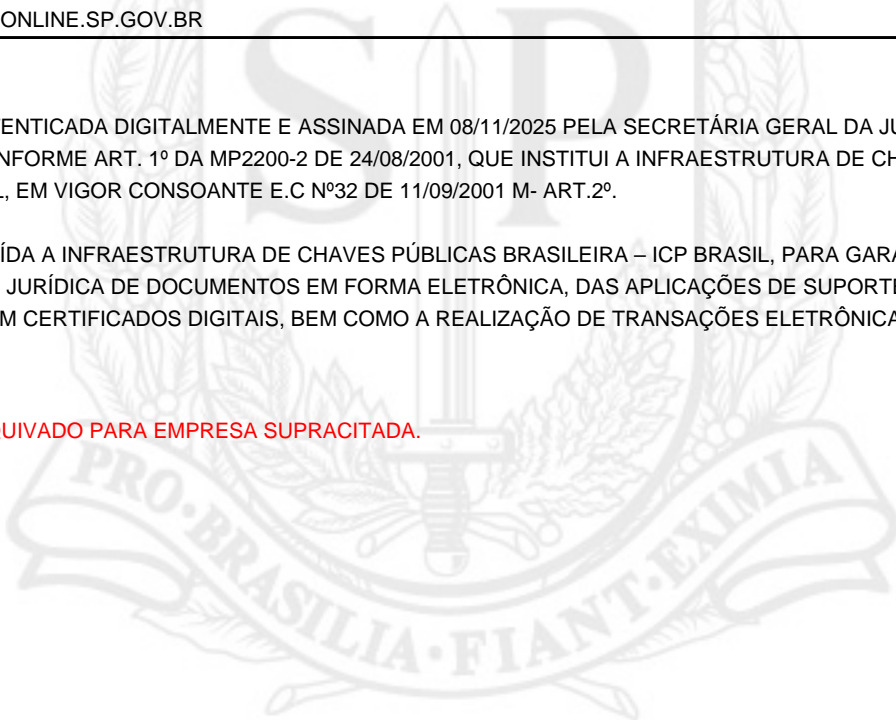 ONLINE.SP.GOV.BR
ENTICADA DIGITALMENTE E ASSINADA EM 08/11/2025 PELA SECRETÁRIA GERAL DA JU
NFORME ART. 1º DA MP2200-2 DE 24/08/2001, QUE INSTITUI A INFRAESTRUTURA DE CH
L, EM VIGOR CONSOANTE E.C Nº32 DE 11/09/2001 M- ART.2º.
ÍDA A INFRAESTRUTURA DE CHAVES PÚBLICAS BRASILEIRA – ICP BRASIL, PARA GARA
JURÍDICA DE DOCUMENTOS EM FORMA ELETRÔNICA, DAS APLICAÇÕES DE SUPORTE
M CERTIFICADOS DIGITAIS, BEM COMO A REALIZAÇÃO DE TRANSAÇÕES ELETRÔNICA
UIVADO PARA EMPRESA SUPRACITADA.
SP
PRO·BRASILIA·FIANT·EXIMIA